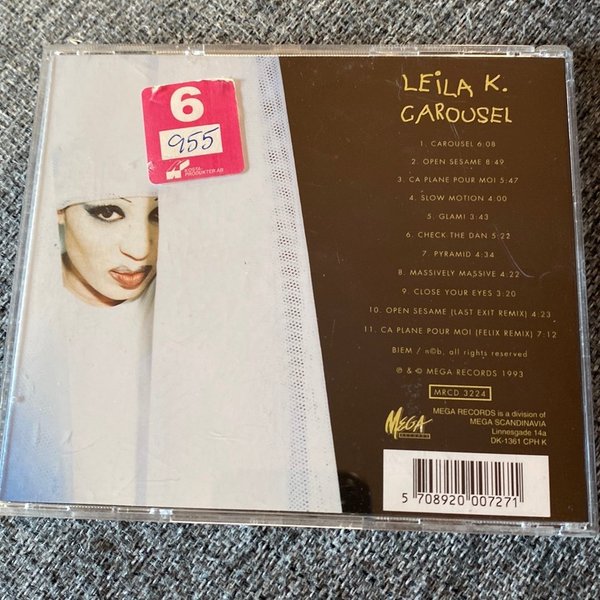 6
955
KOSTA-
PRODUKTER AB
LEILA K.
CAROUSEL
1. CAROUSEL 6:08
2. OPEN SESAME 8:49
3. CA PLANE POUR MOI 5:47
4. SLOW MOTION 4:00
5. GLAM! 3:43
6. CHECK THE DAN 5:22
7. PYRAMID 4:34
8. MASSIVELY MASSIVE 4:22
9. CLOSE YOUR EYES 3:20
10. OPEN SESAME (LAST EXIT REMIX) 4:23
11. CA PLANE POUR MOI (FELIX REMIX) 7:12
BIEM / n©b, all rights reserved
℗ & © MEGA RECORDS 1993
MRCD 3224
MEGA
MEGA RECORDS is a division of
MEGA SCANDINAVIA
Linnesgade 14a
DK-1361 CPH K
5 708920 007271